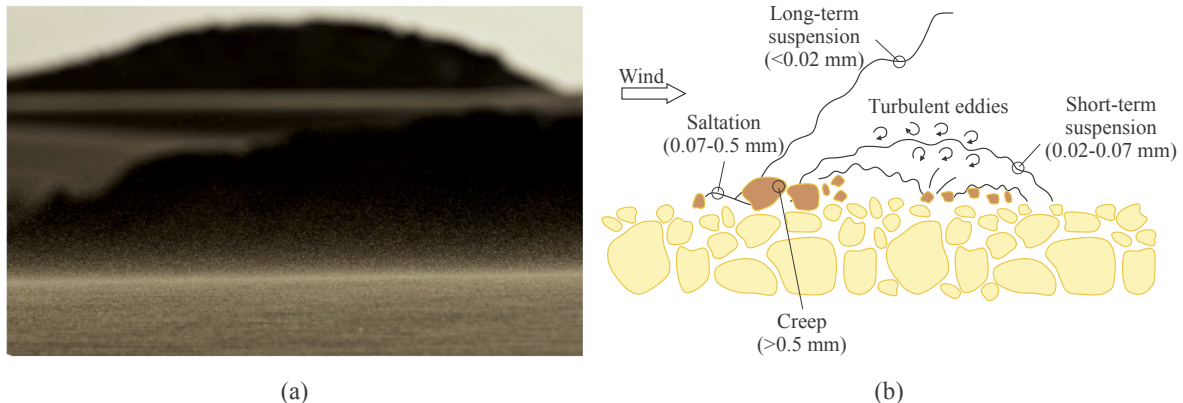 Long-term
suspension
(<0.02 mm)
Wind
Turbulent eddies
Saltation
(0.07-0.5 mm)
Short-term
suspension
(0.02-0.07 mm)
Creep
(>0.5 mm)
(a)
(b)